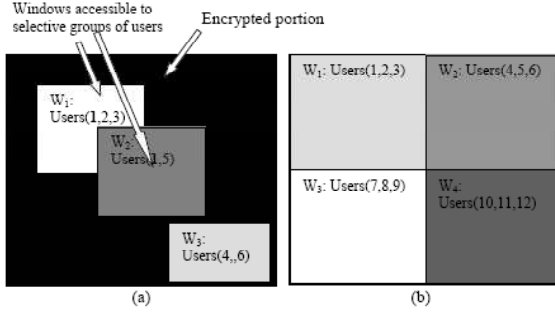 Windows accessible to
selective groups of users
Encrypted portion
W₁:
Users(1,2,3)
W₂:
Users(1,5)
W₃:
Users(4,,6)
(a)
W₁: Users(1,2,3)
W₂: Users(4,5,6)
W₃: Users(7,8,9)
W₄:
Users(10,11,12)
(b)